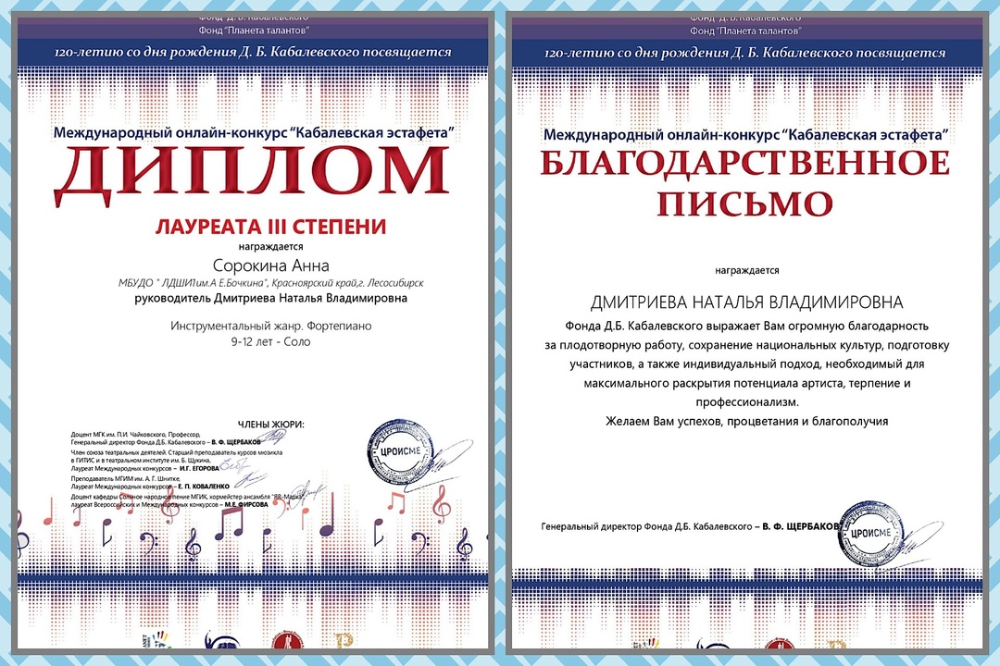 Фонд Д. Б. Кабалевского
Фонд "Планета талантов"
120-летию со дня рождения Д. Б. Кабалевского посвящается
Международный онлайн-конкурс "Кабалевская эстафета"
ДИПЛОМ
ЛАУРЕАТА III СТЕПЕНИ
награждается
Сорокина Анна
МБУДО " ЛДШИ1им.А Е.Бочкина", Красноярский край,г. Лесосибирск
руководитель Дмитриева Наталья Владимировна
Инструментальный жанр. Фортепиано
9-12 лет - Соло
ЧЛЕНЫ ЖЮРИ:
Доцент МГК им. П.И. Чайковского, Профессор,
Генеральный директор Фонда Д.Б. Кабалевского – В. Ф. ЩЕРБАКОВ
Член союза театральных деятелей. Старший преподаватель курсов мюзикла
в ГИТИС и в театральном институте им. Б. Щукина,
Лауреат Международных конкурсов – И.Г. ЕГОРОВА
Преподаватель МГИМ им. А. Г. Шнитке,
Лауреат Международных конкурсов – Е. П. КОВАЛЕНКО
Доцент кафедры Сольное народное пение МГИК, хормейстер ансамбля "ЯR-Марка",
лауреат Всероссийских и Международных конкурсов – М.Е. ФИРСОВА
ЦРОИСМЕ
Фонд Д. Б. Кабалевского
Фонд "Планета талантов"
120-летию со дня рождения Д. Б. Кабалевского посвящается
Международный онлайн-конкурс "Кабалевская эстафета"
БЛАГОДАРСТВЕННОЕ
ПИСЬМО
награждается
ДМИТРИЕВА НАТАЛЬЯ ВЛАДИМИРОВНА
Фонда Д.Б. Кабалевского выражает Вам огромную благодарность
за плодотворную работу, сохранение национальных культур, подготовку
участников, а также индивидуальный подход, необходимый для
максимального раскрытия потенциала артиста, терпение и
профессионализм.
Желаем Вам успехов, процветания и благополучия
Генеральный директор Фонда Д.Б. Кабалевского – В. Ф. ЩЕРБАКОВ
ЦРОИСМЕ